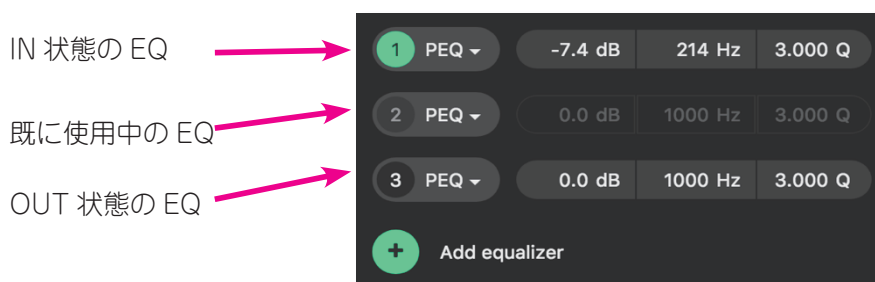 IN 状態の EQ
1 PEQ -7.4 dB 214 Hz 3.000 Q
既に使用中の EQ
2 PEQ 0.0 dB 1000 Hz 3.000 Q
OUT 状態の EQ
3 PEQ 0.0 dB 1000 Hz 3.000 Q
+ Add equalizer